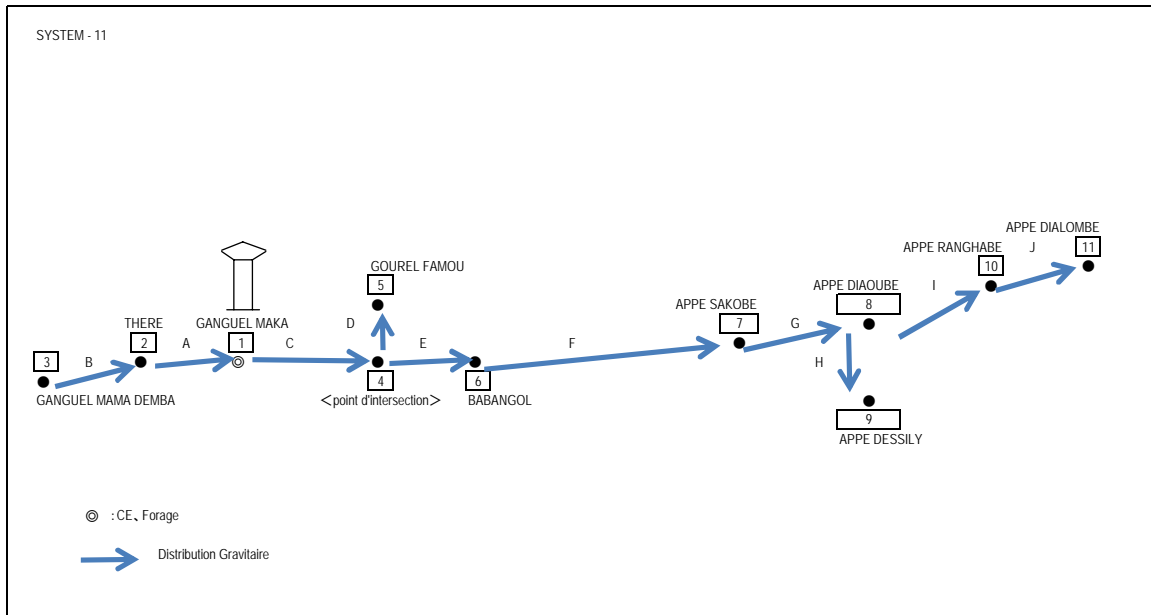 SYSTEM - 11
APPE DIALOMBE
11
J
APPE RANGHABE
10
I
APPE DIAOUBE
8
GOUREL FAMOU
5
APPE SAKOBE
7
G
THERE
2
GANGUEL MAKA
1
D
A
C
E
F
H
3
B
4
6
GANGUEL MAMA DEMBA
<point d'intersection>
BABANGOL
9
APPE DESSILY
◎ : CE、Forage
Distribution Gravitaire